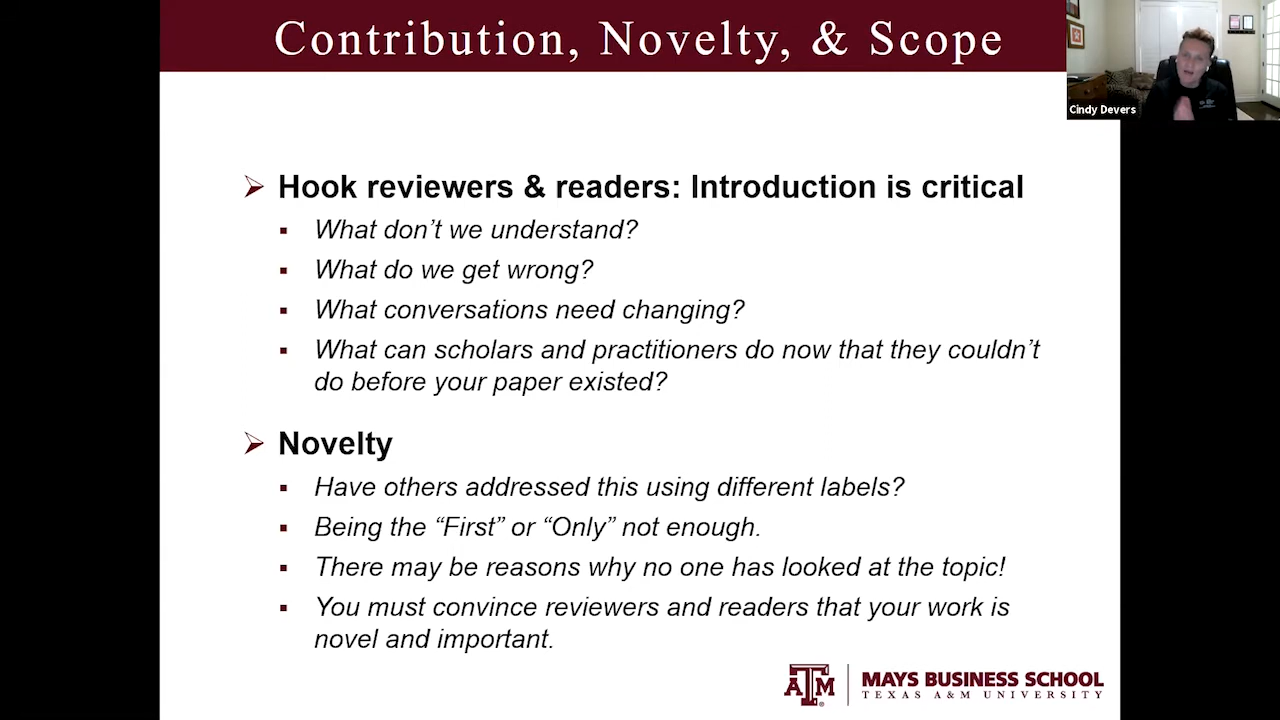 Contribution, Novelty, & Scope
Cindy Devers
Hook reviewers & readers: Introduction is critical
What don’t we understand?
What do we get wrong?
What conversations need changing?
What can scholars and practitioners do now that they couldn’t
do before your paper existed?
Novelty
Have others addressed this using different labels?
Being the “First” or “Only” not enough.
There may be reasons why no one has looked at the topic!
You must convince reviewers and readers that your work is
novel and important.
ATM
MAYS BUSINESS SCHOOL
TEXAS A&M UNIVERSITY